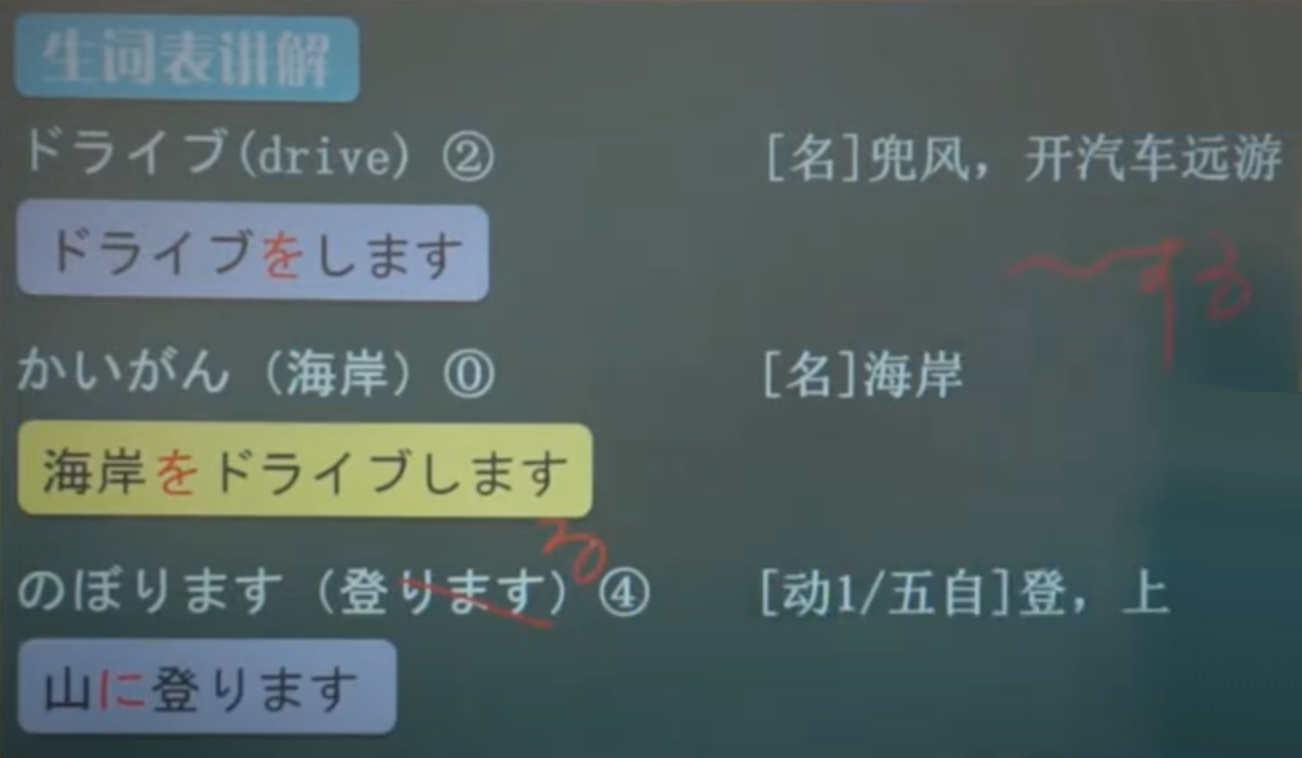 生词表讲解
ドライブ(drive) ② [名]兜风，开汽车远游
ドライブをします
～する
かいがん（海岸）⓪ [名]海岸
海岸をドライブします
る
のぼります（登ります）④ [动1/五自]登，上
山に登ります